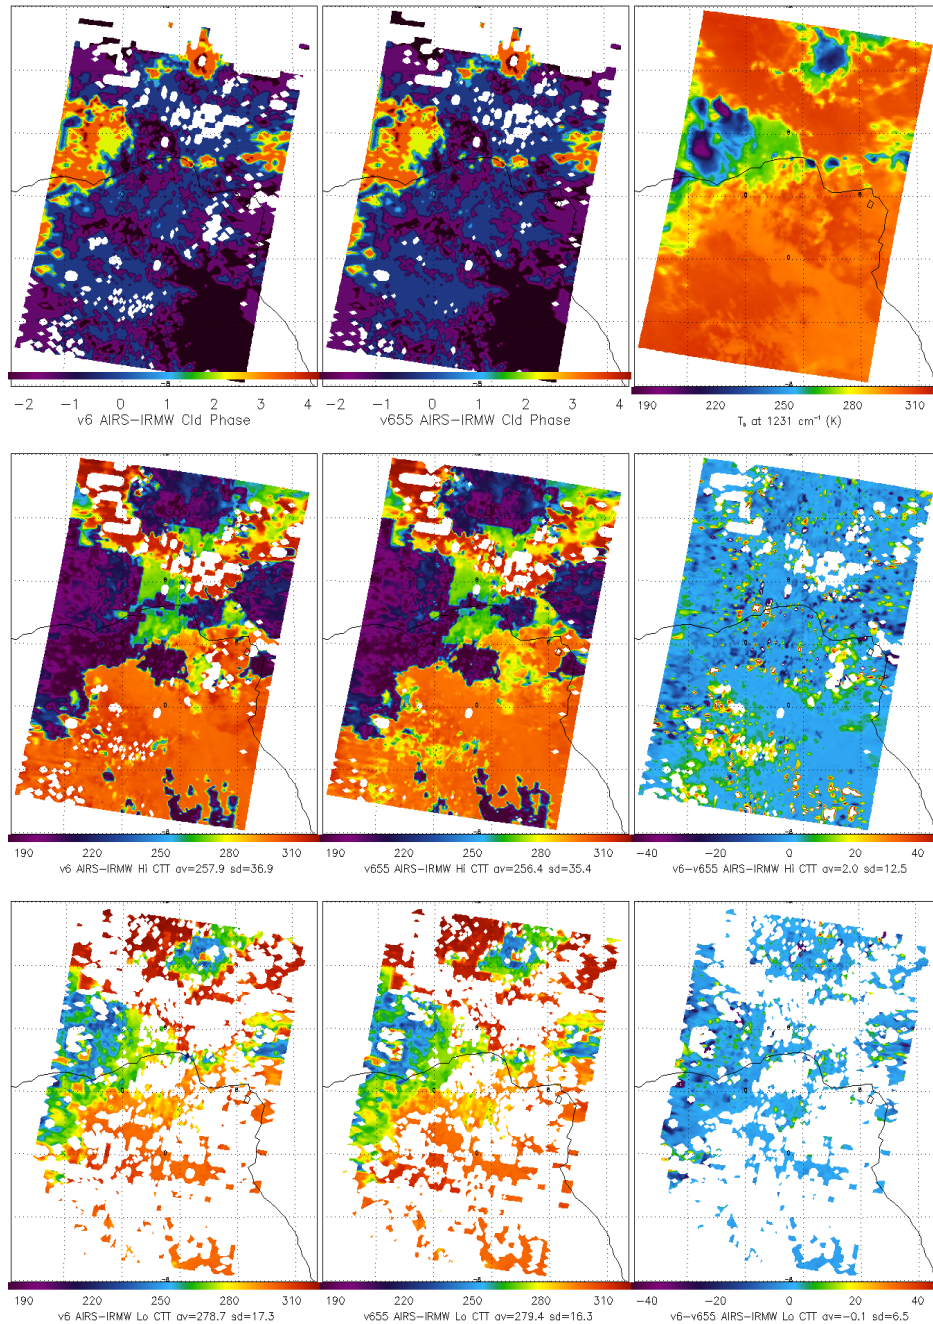 -2 -1 0 1 2 3 4
v6 AIRS-IRMW Cld Phase
-2 -1 0 1 2 3 4
v655 AIRS-IRMW Cld Phase
190 220 250 280 310
T_B at 1231 cm⁻¹ (K)
190 220 250 280 310
v6 AIRS-IRMW Hi CTT av=257.9 sd=36.9
190 220 250 280 310
v655 AIRS-IRMW Hi CTT av=256.4 sd=35.4
-40 -20 0 20 40
v6-v655 AIRS-IRMW Hi CTT av=2.0 sd=12.5
190 220 250 280 310
v6 AIRS-IRMW Lo CTT av=278.7 sd=17.3
190 220 250 280 310
v655 AIRS-IRMW Lo CTT av=279.4 sd=16.3
-40 -20 0 20 40
v6-v655 AIRS-IRMW Lo CTT av=-0.1 sd=6.5